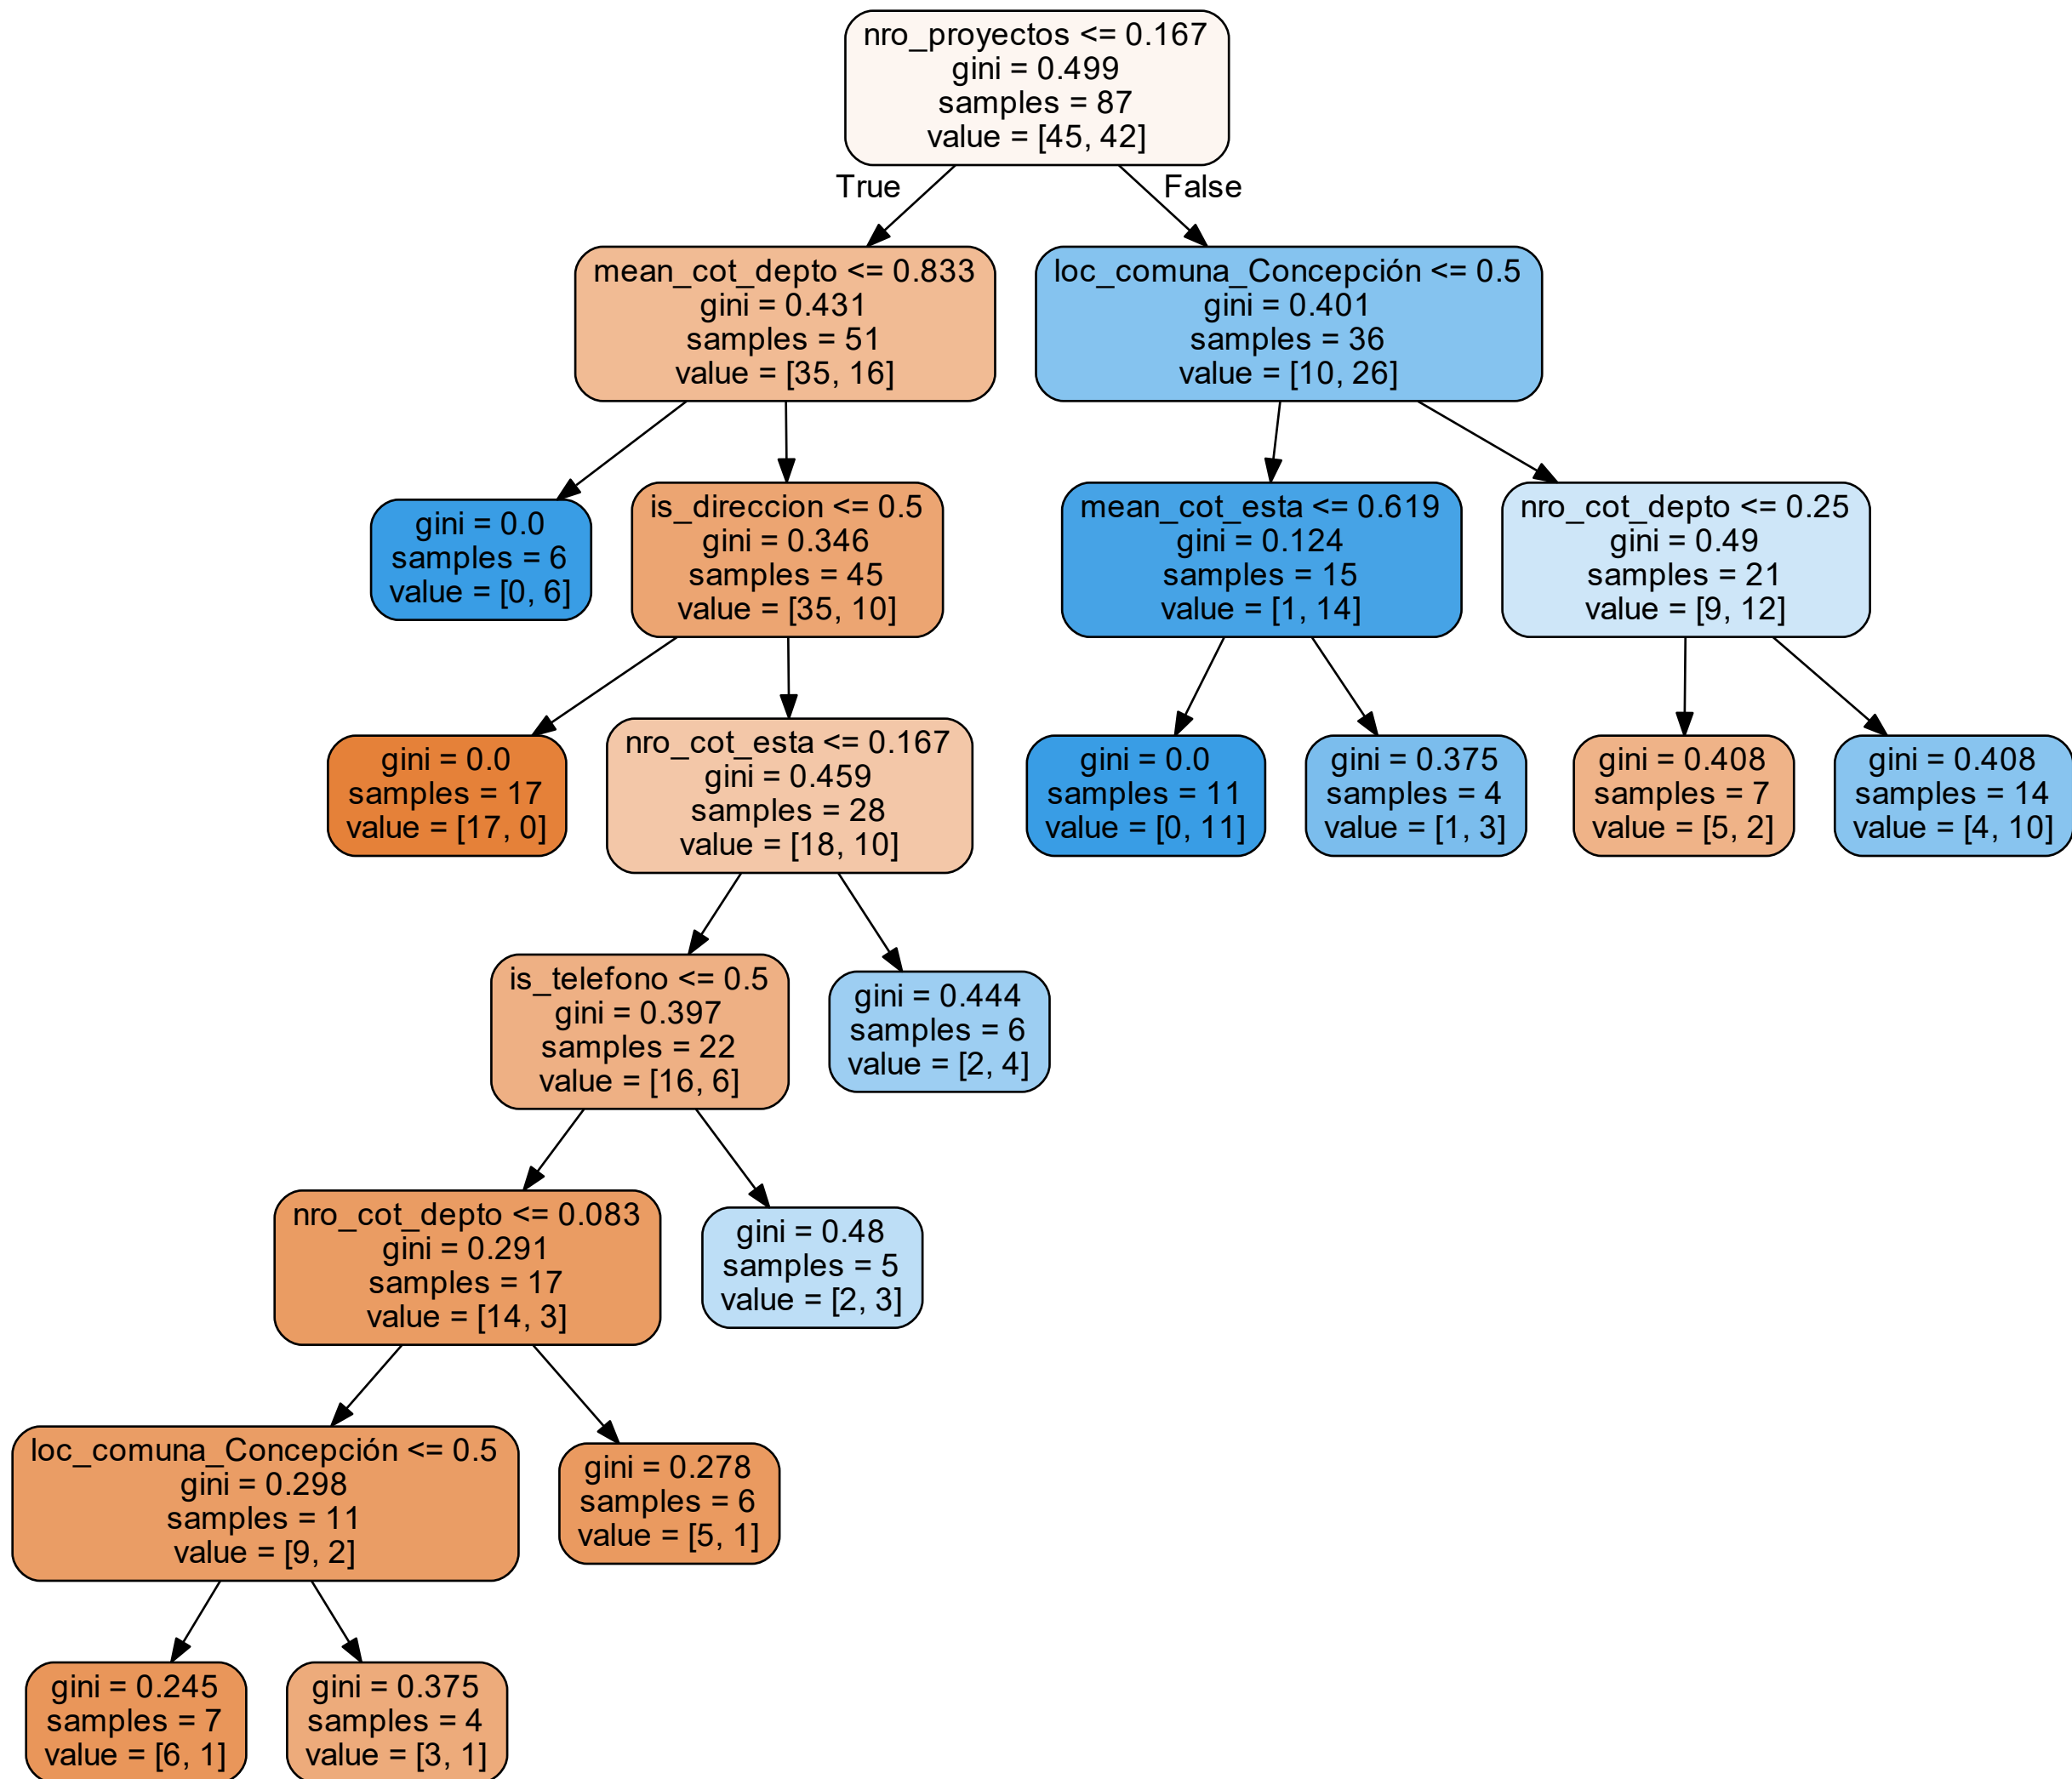 nro_proyectos <= 0.167
gini = 0.499
samples = 87
value = [45, 42]
True
False
mean_cot_depto <= 0.833
gini = 0.431
samples = 51
value = [35, 16]
loc_comuna_Concepción <= 0.5
gini = 0.401
samples = 36
value = [10, 26]
gini = 0.0
samples = 6
value = [0, 6]
is_direccion <= 0.5
gini = 0.346
samples = 45
value = [35, 10]
mean_cot_esta <= 0.619
gini = 0.124
samples = 15
value = [1, 14]
nro_cot_depto <= 0.25
gini = 0.49
samples = 21
value = [9, 12]
gini = 0.0
samples = 17
value = [17, 0]
nro_cot_esta <= 0.167
gini = 0.459
samples = 28
value = [18, 10]
gini = 0.0
samples = 11
value = [0, 11]
gini = 0.375
samples = 4
value = [1, 3]
gini = 0.408
samples = 7
value = [5, 2]
gini = 0.408
samples = 14
value = [4, 10]
is_telefono <= 0.5
gini = 0.397
samples = 22
value = [16, 6]
gini = 0.444
samples = 6
value = [2, 4]
nro_cot_depto <= 0.083
gini = 0.291
samples = 17
value = [14, 3]
gini = 0.48
samples = 5
value = [2, 3]
loc_comuna_Concepción <= 0.5
gini = 0.298
samples = 11
value = [9, 2]
gini = 0.278
samples = 6
value = [5, 1]
gini = 0.245
samples = 7
value = [6, 1]
gini = 0.375
samples = 4
value = [3, 1]